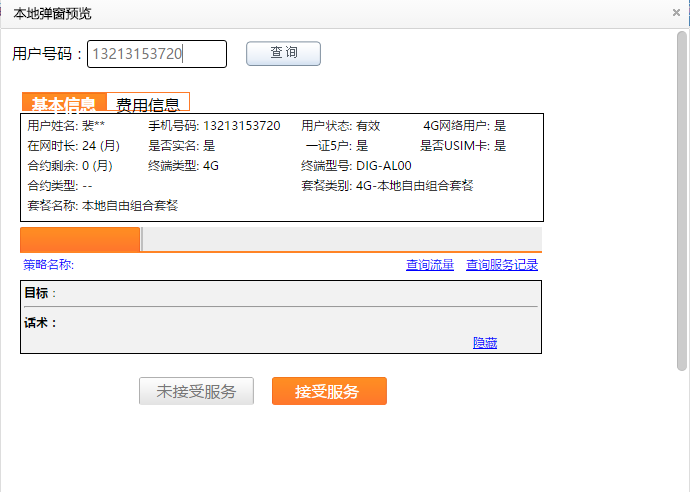 本地弹窗预览
用户号码： 13213153720 查 询
基本信息 费用信息
用户姓名: 裴** 手机号码: 13213153720 用户状态: 有效 4G网络用户: 是
在网时长: 24 (月) 是否实名: 是 一证5户: 是 是否USIM卡: 是
合约剩余: 0 (月) 终端类型: 4G 终端型号: DIG-AL00
合约类型: -- 套餐类别: 4G-本地自由组合套餐
套餐名称: 本地自由组合套餐
策略名称: 查询流量 查询服务记录
目标：
话术：
隐藏
未接受服务 接受服务